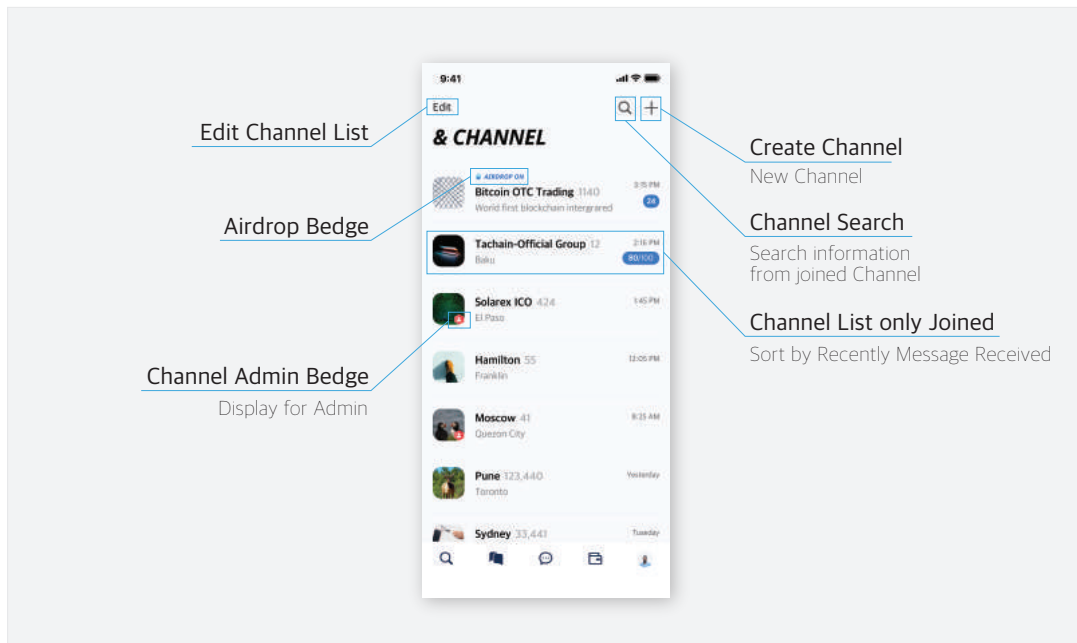 9:41
Edit
& CHANNEL
AIRDROP ON
Bitcoin OTC Trading 1140
3:15 PM
World first blockchain intergrared
24
Tachain-Official Group 12
2:16 PM
Baku
80/100
Solarex ICO 424
1:45 PM
El Paso
Hamilton 55
12:05 PM
Franklin
Moscow 41
8:25 AM
Quezon City
Pune 123,440
Yesterday
Toronto
Sydney 33,441
Tuesday
Edit Channel List
Airdrop Bedge
Channel Admin Bedge
Display for Admin
Create Channel
New Channel
Channel Search
Search information
from joined Channel
Channel List only Joined
Sort by Recently Message Received